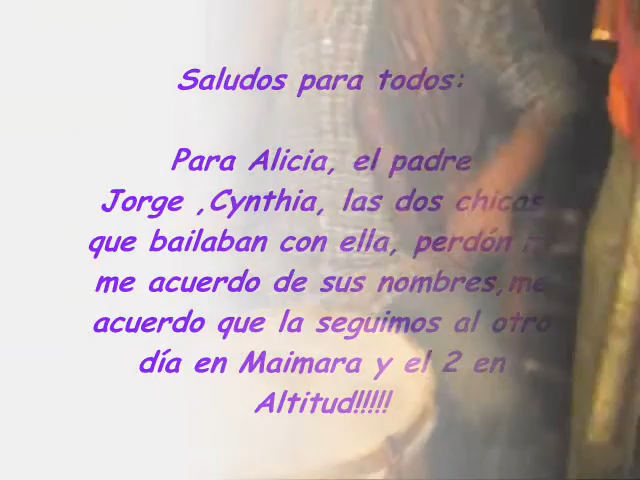 Saludos para todos:
Para Alicia, el padre
Jorge ,Cynthia, las dos chicas
que bailaban con ella, perdón no
me acuerdo de sus nombres,me
acuerdo que la seguimos al otro
día en Maimara y el 2 en
Altitud!!!!!